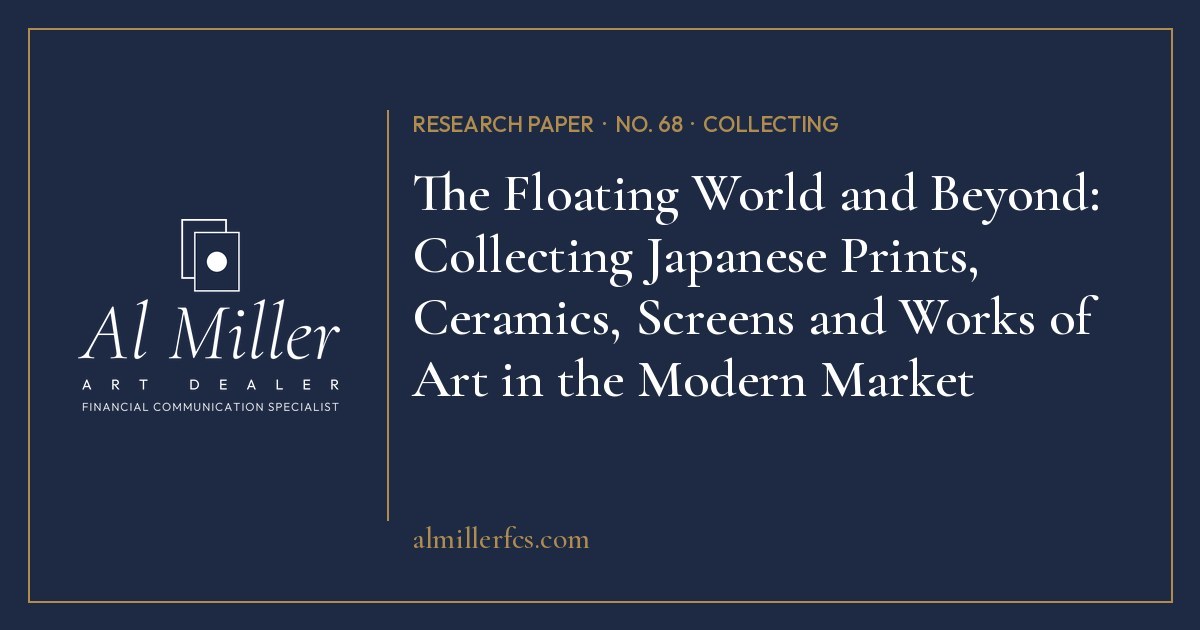 Al Miller
ART DEALER
FINANCIAL COMMUNICATION SPECIALIST
RESEARCH PAPER · NO. 68 · COLLECTING
The Floating World and Beyond:
Collecting Japanese Prints,
Ceramics, Screens and Works of
Art in the Modern Market
almillerfcs.com